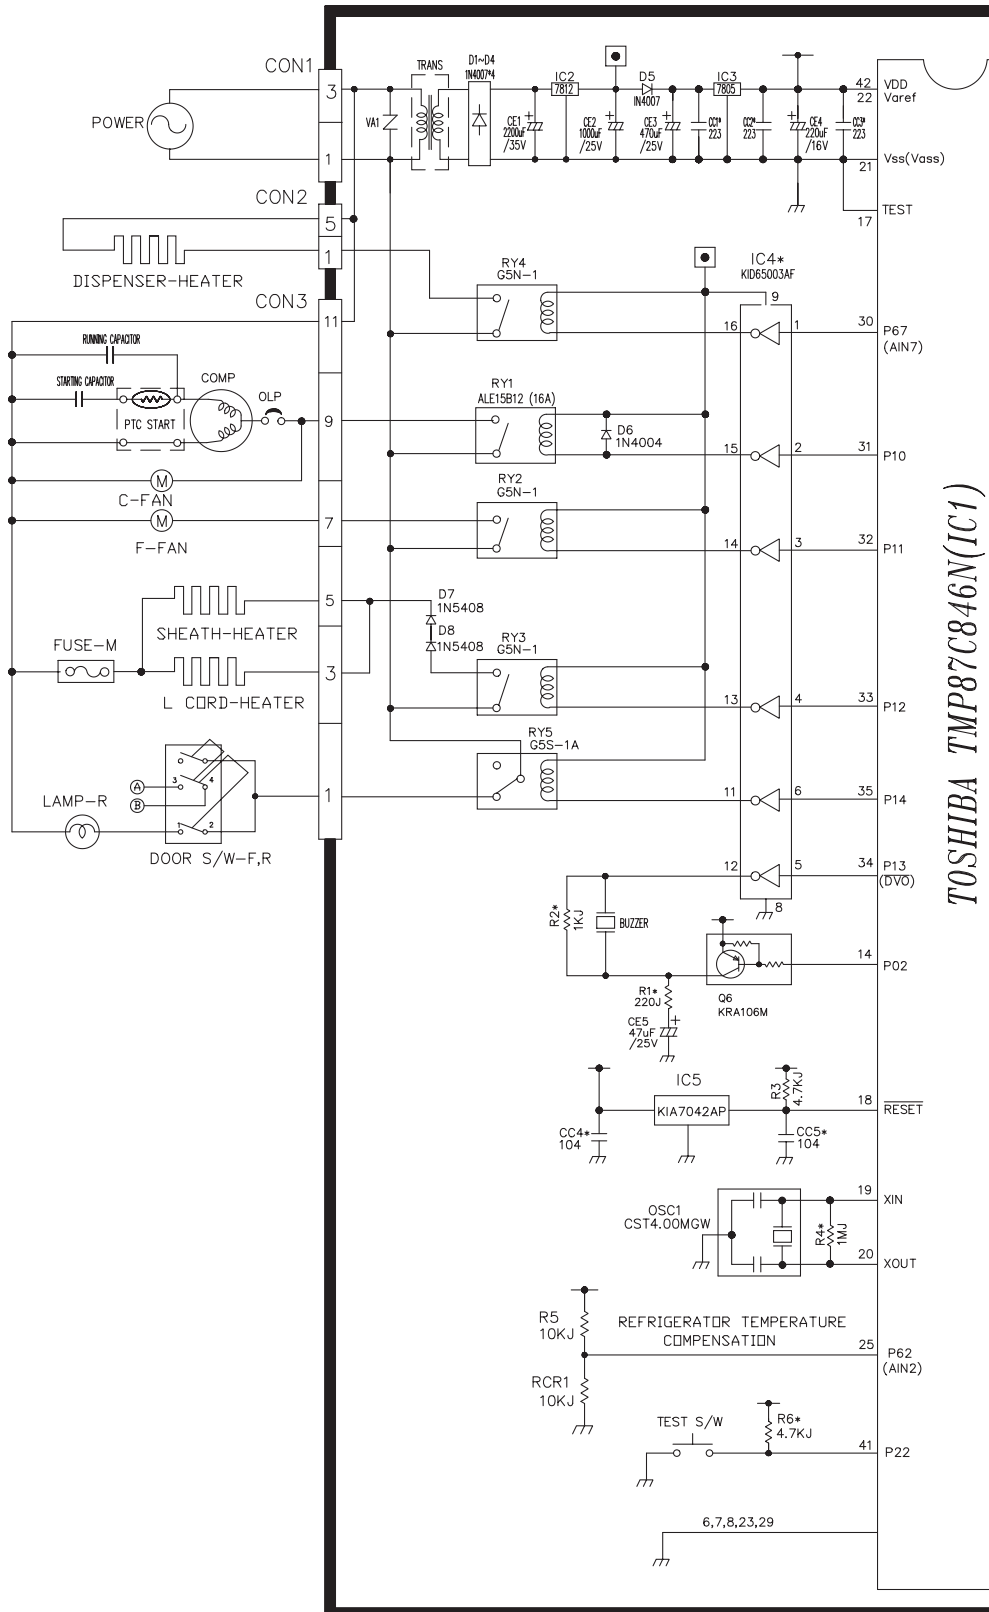 CON1
3
1
POWER
VA1
TRANS
D1~D4
1N4007*4
CE1
2200uF
/35V
IC2
7812
CE2
1000uF
/25V
D5
IN4007
CE3
470uF
/25V
CC1*
223
IC3
7805
CC2*
223
CE4
220uF
/16V
CC3*
223
42
VDD
22
Varef
Vss(Vass)
21
TEST
17
CON2
5
1
DISPENSER-HEATER
CON3
11
9
7
5
3
1
RUNNING CAPACITOR
STARTING CAPACITOR
PTC START
COMP
OLP
M
C-FAN
M
F-FAN
SHEATH-HEATER
FUSE-M
L CORD-HEATER
LAMP-R
A
B
3
4
1
2
DOOR S/W-F,R
RY4
G5N-1
RY1
ALE15B12 (16A)
D6
1N4004
RY2
G5N-1
D7
1N5408
D8
1N5408
RY3
G5N-1
RY5
G5S-1A
IC4*
KID65003AF
9
16
1
30
P67
(AIN7)
15
2
31
P10
14
3
32
P11
13
4
33
P12
11
6
35
P14
12
5
34
P13
(DVO)
8
R2*
1KJ
BUZZER
R1*
220J
CE5
47uF
/25V
Q6
KRA106M
14
P02
IC5
KIA7042AP
CC4*
104
R3
4.7KJ
CC5*
104
18
RESET
OSC1
CST4.00MGW
R4*
1MJ
19
XIN
20
XOUT
R5
10KJ
RCR1
10KJ
REFRIGERATOR TEMPERATURE
COMPENSATION
25
P62
(AIN2)
TEST S/W
R6*
4.7KJ
41
P22
6,7,8,23,29
TOSHIBA TMP87C846N(IC1)